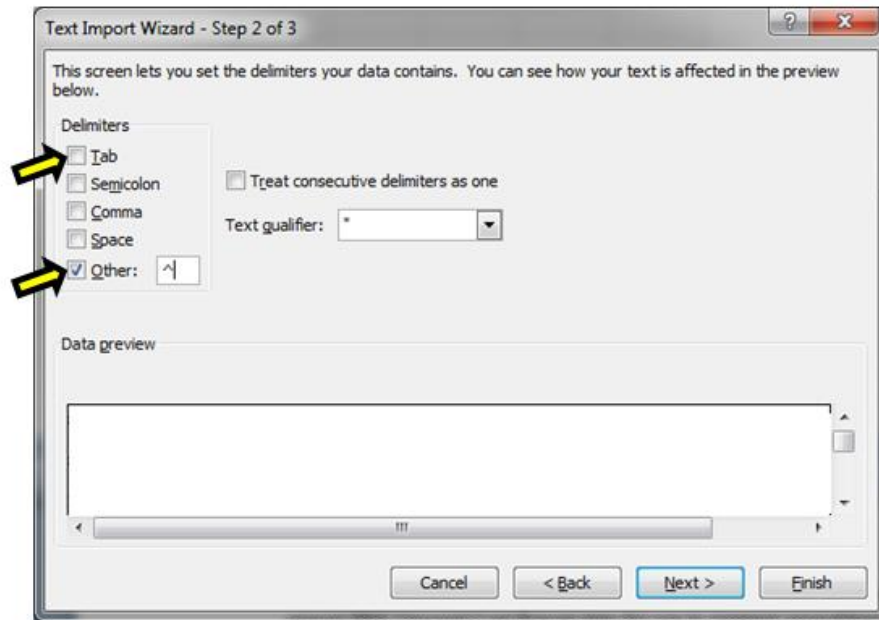 Text Import Wizard - Step 2 of 3
This screen lets you set the delimiters your data contains. You can see how your text is affected in the preview
below.
Delimiters
Tab
Semicolon
Comma
Space
Other: ^
Treat consecutive delimiters as one
Text qualifier: "
Data preview
Cancel
< Back
Next >
Finish